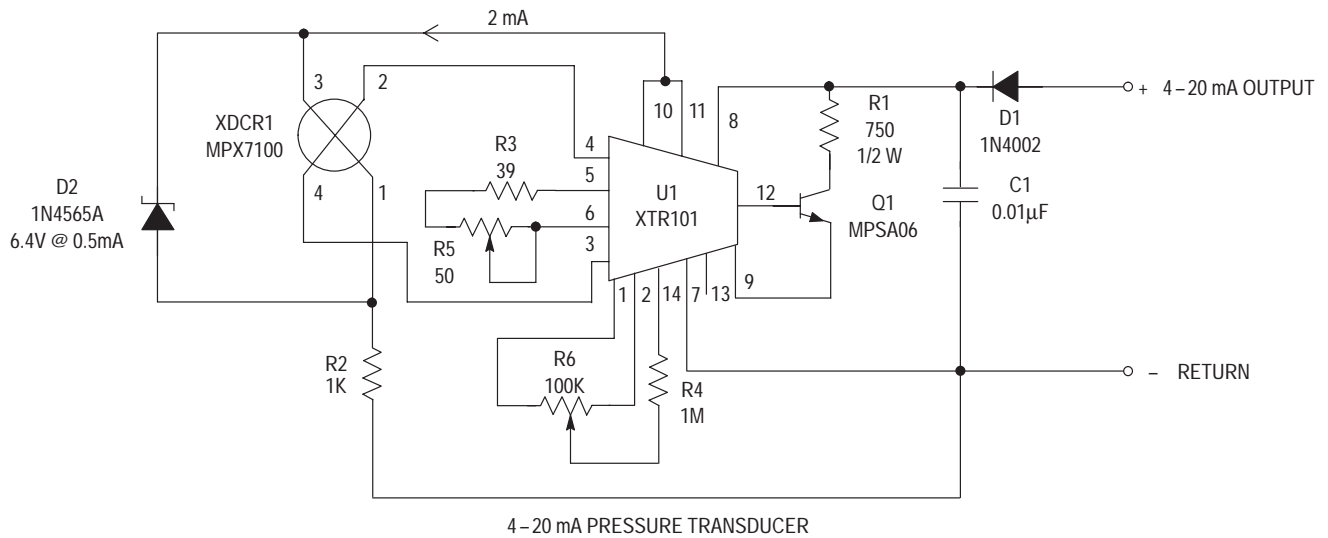 2 mA
3
2
XDCR1
MPX7100
4
1
D2
1N4565A
6.4V @ 0.5mA
R2
1K
R3
39
R5
50
4
5
6
3
U1
XTR101
10
11
8
12
9
1
2
14
7
13
R6
100K
R4
1M
R1
750
1/2 W
Q1
MPSA06
D1
1N4002
C1
0.01µF
+ 4–20 mA OUTPUT
– RETURN
4–20 mA PRESSURE TRANSDUCER